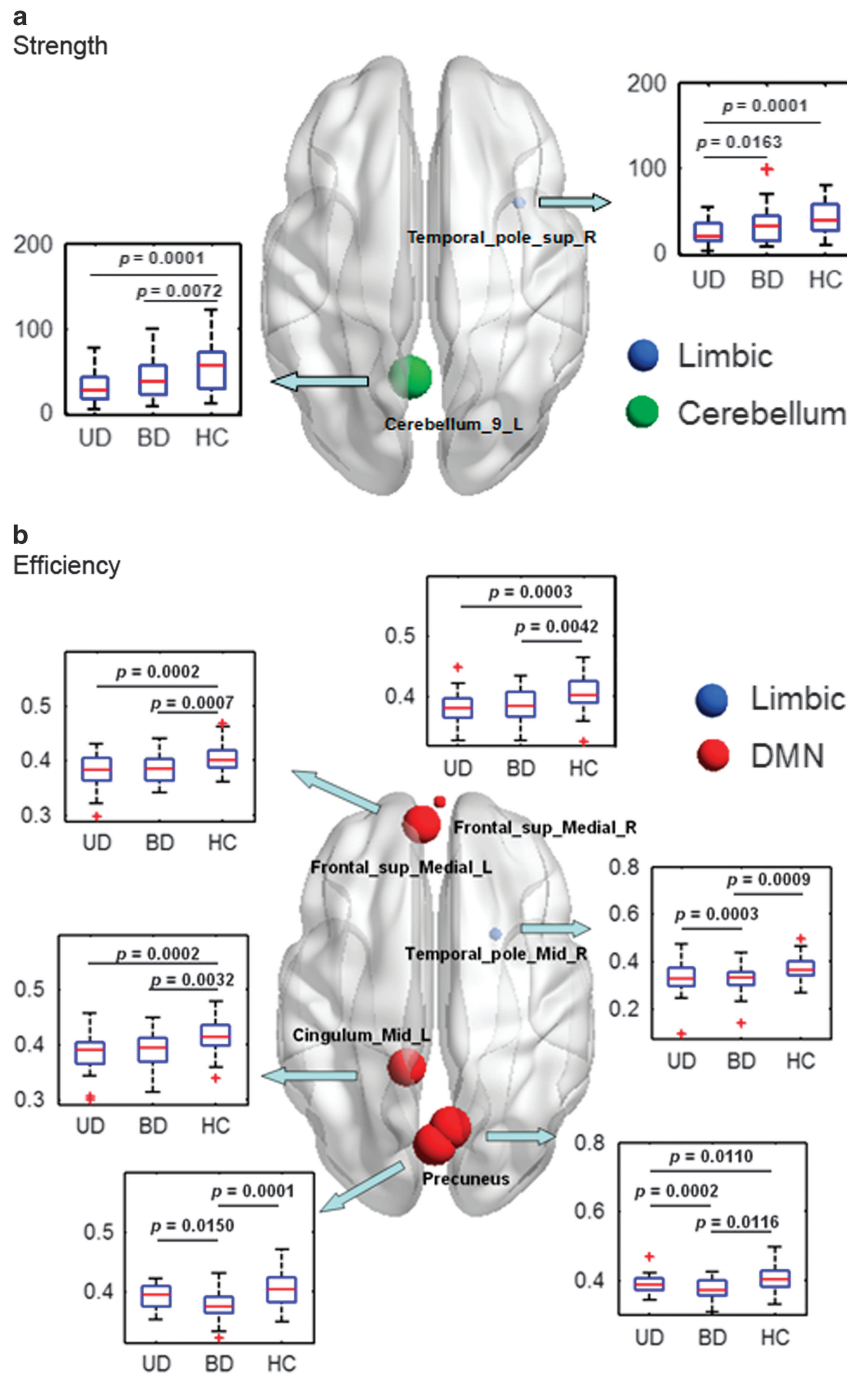 a
Strength
200
100
0
p = 0.0001
p = 0.0163
UD BD HC
Temporal_pole_sup_R
200
100
0
p = 0.0001
p = 0.0072
UD BD HC
Limbic
Cerebellum
Cerebellum_9_L
b
Efficiency
0.5
0.4
p = 0.0003
p = 0.0042
UD BD HC
0.5
0.4
0.3
p = 0.0002
p = 0.0007
UD BD HC
Limbic
DMN
Frontal_sup_Medial_R
Frontal_sup_Medial_L
0.8
0.6
0.4
0.2
p = 0.0009
p = 0.0003
UD BD HC
Temporal_pole_Mid_R
0.5
0.4
0.3
p = 0.0002
p = 0.0032
UD BD HC
Cingulum_Mid_L
Precuneus
0.8
0.6
0.4
p = 0.0110
p = 0.0002
p = 0.0116
UD BD HC
0.5
0.4
p = 0.0001
p = 0.0150
UD BD HC